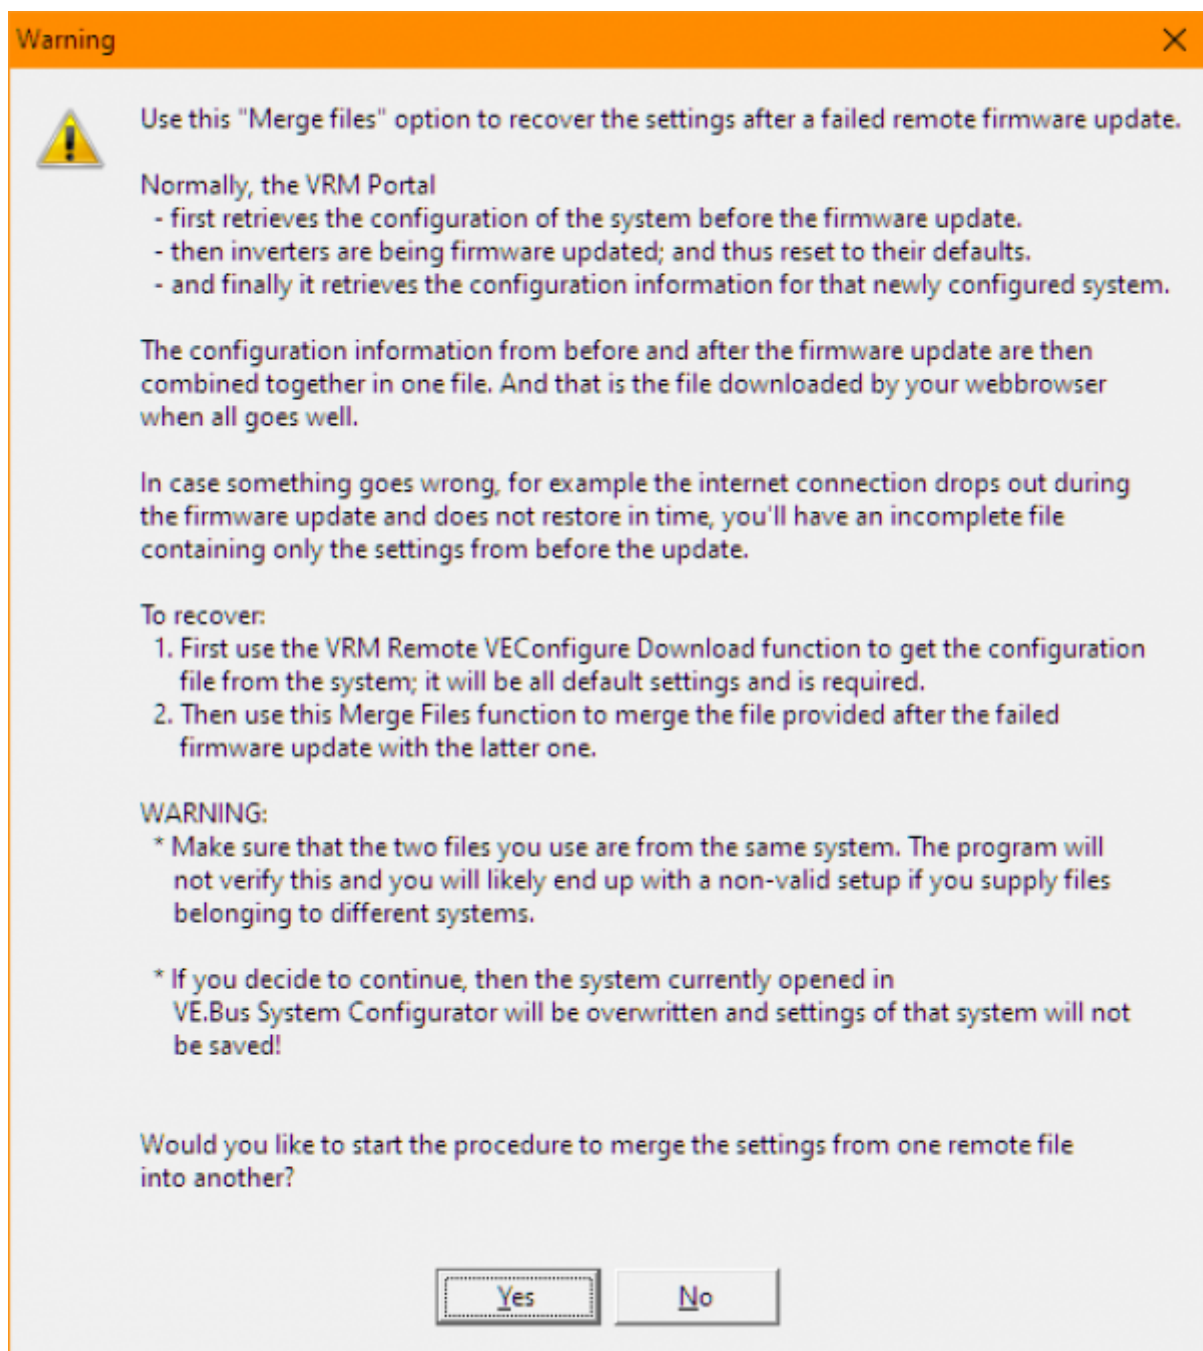 Warning
Use this "Merge files" option to recover the settings after a failed remote firmware update.
Normally, the VRM Portal
- first retrieves the configuration of the system before the firmware update.
- then inverters are being firmware updated; and thus reset to their defaults.
- and finally it retrieves the configuration information for that newly configured system.
The configuration information from before and after the firmware update are then
combined together in one file. And that is the file downloaded by your webbrowser
when all goes well.
In case something goes wrong, for example the internet connection drops out during
the firmware update and does not restore in time, you'll have an incomplete file
containing only the settings from before the update.
To recover:
1. First use the VRM Remote VEConfigure Download function to get the configuration
file from the system; it will be all default settings and is required.
2. Then use this Merge Files function to merge the file provided after the failed
firmware update with the latter one.
WARNING:
* Make sure that the two files you use are from the same system. The program will
not verify this and you will likely end up with a non-valid setup if you supply files
belonging to different systems.
* If you decide to continue, then the system currently opened in
VE.Bus System Configurator will be overwritten and settings of that system will not
be saved!
Would you like to start the procedure to merge the settings from one remote file
into another?
Yes No